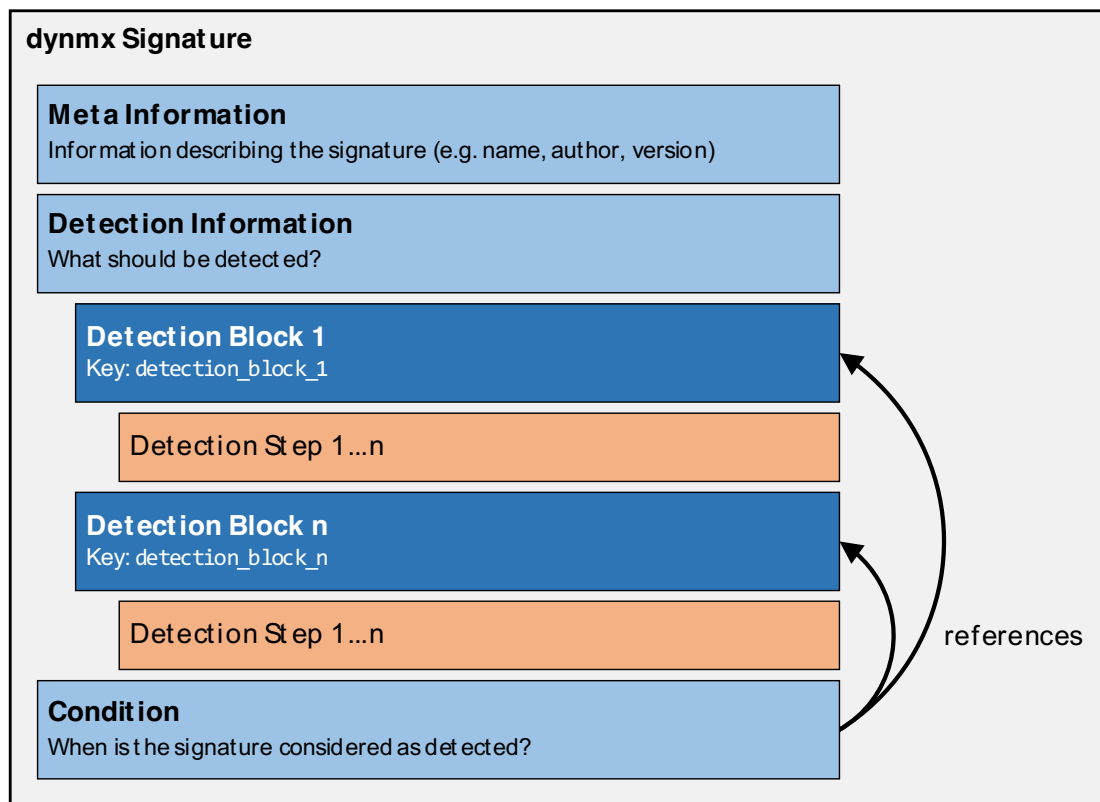 dynmx Signature
Meta Information
Information describing the signature (e.g. name, author, version)
Detection Information
What should be detected?
Detection Block 1
Key: detection_block_1
Detection Step 1...n
Detection Block n
Key: detection_block_n
Detection Step 1...n
references
Condition
When is the signature considered as detected?